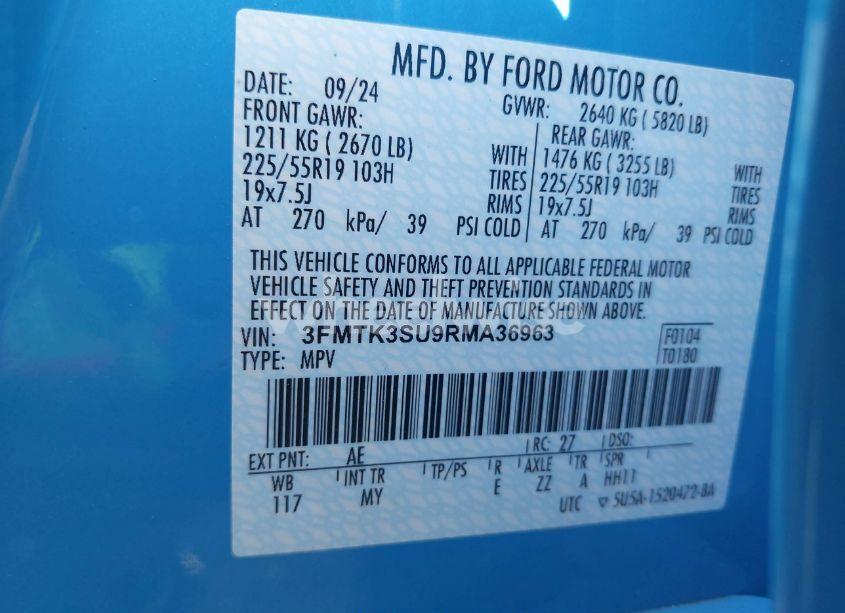 MFD. BY FORD MOTOR CO.
DATE: 09/24 GVWR: 2640 KG ( 5820 LB)
FRONT GAWR: REAR GAWR:
1211 KG ( 2670 LB) WITH 1476 KG ( 3255 LB) WITH
225/55R19 103H TIRES 225/55R19 103H TIRES
19x7.5J RIMS 19x7.5J RIMS
AT 270 kPa/ 39 PSI COLD AT 270 kPa/ 39 PSI COLD
THIS VEHICLE CONFORMS TO ALL APPLICABLE FEDERAL MOTOR
VEHICLE SAFETY AND THEFT PREVENTION STANDARDS IN
EFFECT ON THE DATE OF MANUFACTURE SHOWN ABOVE.
VIN: 3FMTK3SU9RMA36963 F0104
TYPE: MPV T0180
EXT PNT: AE RC: 27 DSO:
WB INT TR TP/PS R AXLE TR SPR
117 MY E ZZ A HH11
UTC 5U5A-1520472-BA